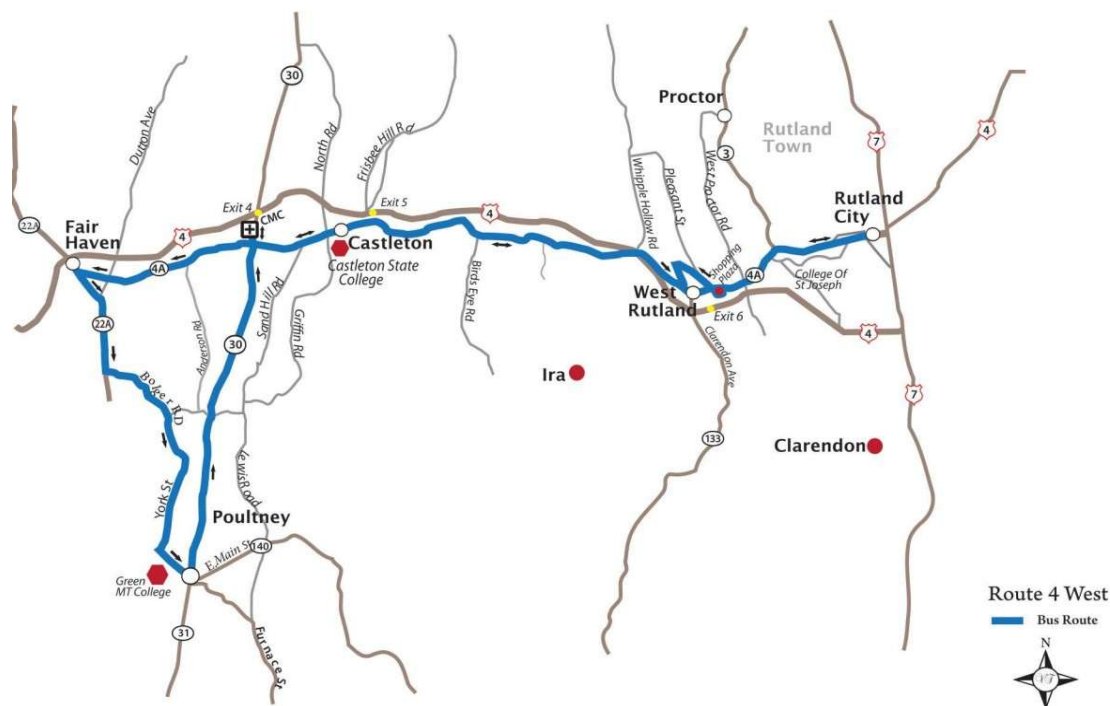 30
Proctor
4
Dutton Ave
North Rd
Frisbee Hill Rd
7
Rutland
Town
3
Whipple Hollow Rd
Pleasant St
West Proctor Rd
Exit 4
CMC
Exit 5
4
Rutland
City
22A
Fair
Haven
4
Castleton
Castleton State
College
4A
Shopping
Plaza
4A
College Of
St Joseph
West
Rutland
Exit 6
Sand Hill Rd
Griffin Rd
Birds Eye Rd
22A
Anderson Rd
30
Clarendon Ave
4
Ira
Boker RD
7
133
Clarendon
York St
Lewis Road
Poultney
E. Main St
140
Green
MT College
31
Furnace St
Route 4 West
Bus Route
N
VT